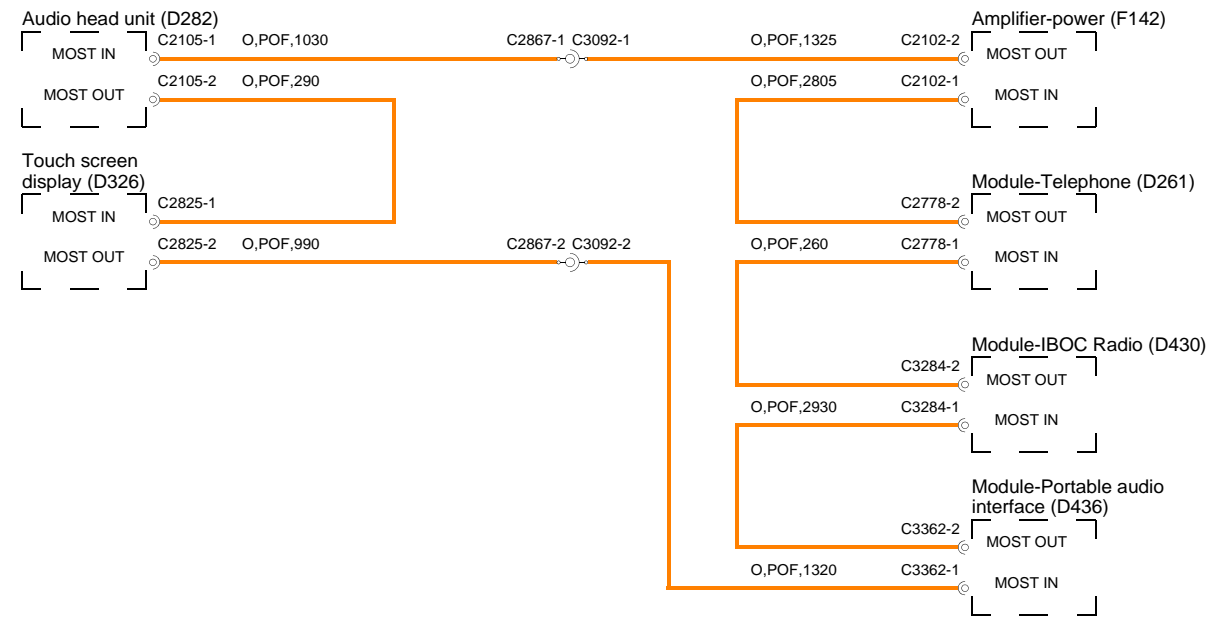 Audio head unit (D282)
MOST IN
C2105-1
O,POF,1030
C2867-1
C3092-1
O,POF,1325
C2102-2
Amplifier-power (F142)
MOST OUT
MOST OUT
C2105-2
O,POF,290
O,POF,2805
C2102-1
MOST IN
Touch screen
display (D326)
MOST IN
C2825-1
Module-Telephone (D261)
C2778-2
MOST OUT
MOST OUT
C2825-2
O,POF,990
C2867-2
C3092-2
O,POF,260
C2778-1
MOST IN
Module-IBOC Radio (D430)
C3284-2
MOST OUT
O,POF,2930
C3284-1
MOST IN
Module-Portable audio
interface (D436)
C3362-2
MOST OUT
O,POF,1320
C3362-1
MOST IN